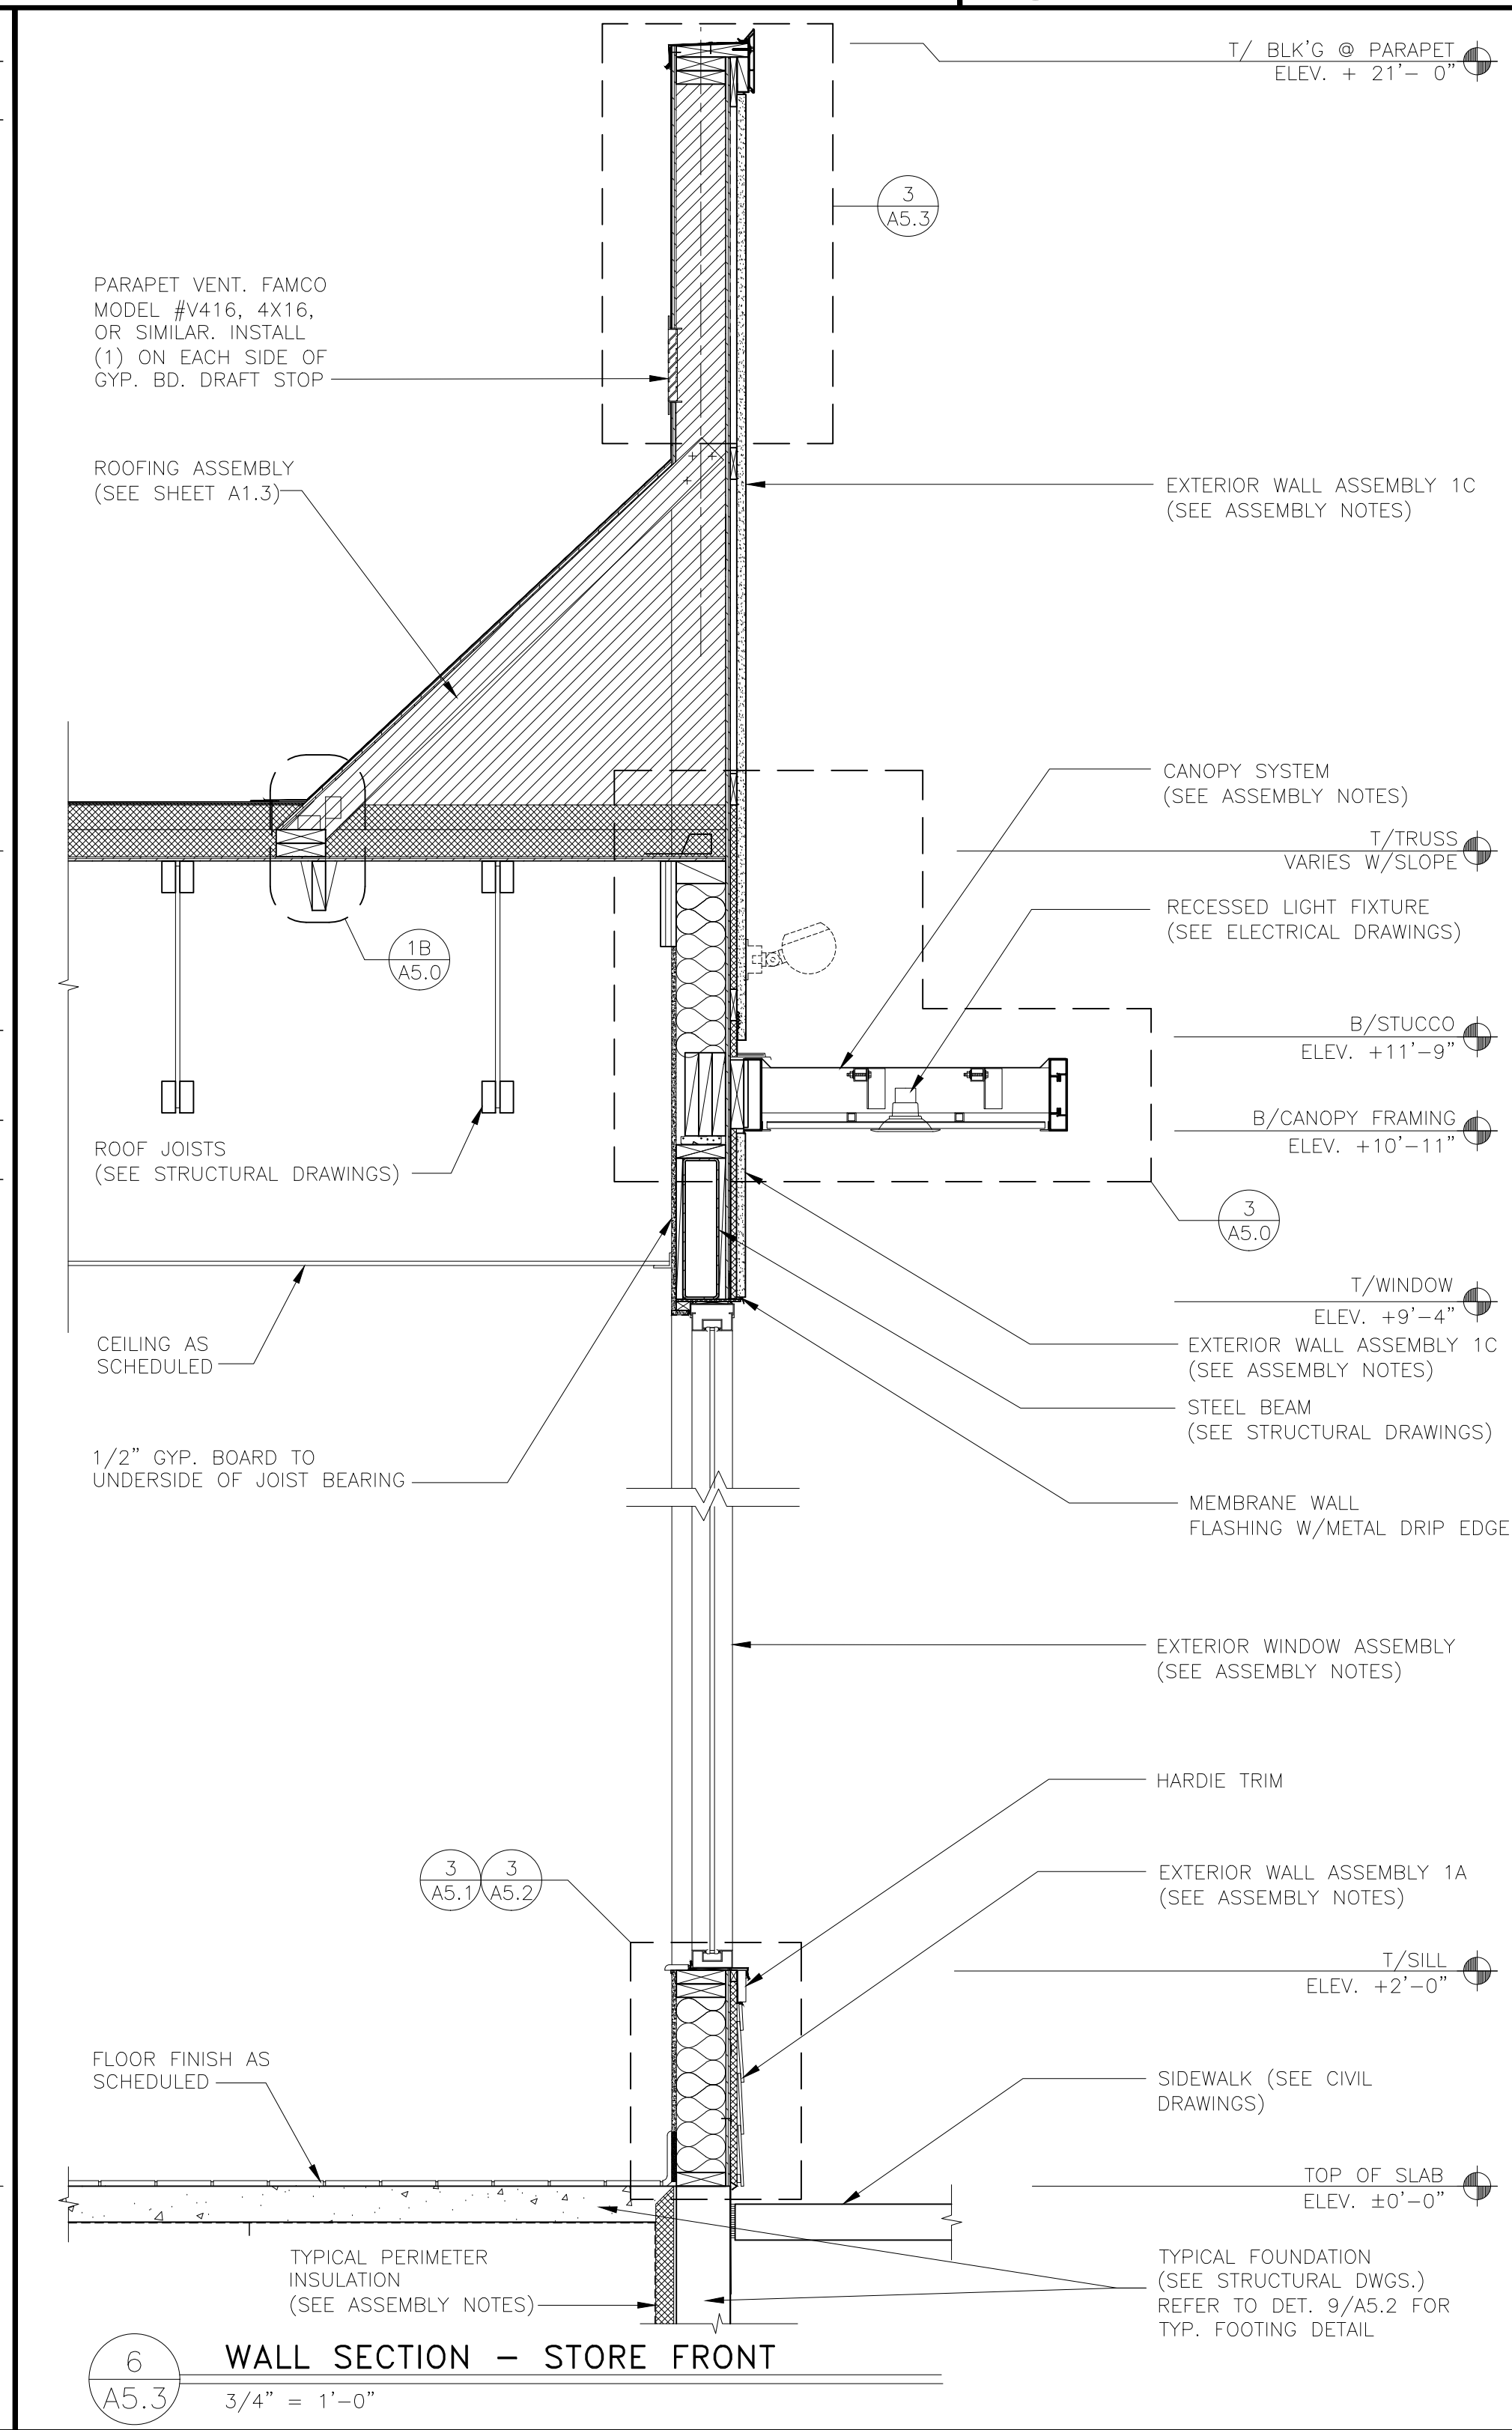 T/ BLK'G @ PARAPET
ELEV. + 21'- 0"
3
A5.3
PARAPET VENT. FAMCO
MODEL #V416, 4X16,
OR SIMILAR. INSTALL
(1) ON EACH SIDE OF
GYP. BD. DRAFT STOP
ROOFING ASSEMBLY
(SEE SHEET A1.3)
EXTERIOR WALL ASSEMBLY 1C
(SEE ASSEMBLY NOTES)
CANOPY SYSTEM
(SEE ASSEMBLY NOTES)
T/TRUSS
VARIES W/SLOPE
RECESSED LIGHT FIXTURE
(SEE ELECTRICAL DRAWINGS)
1B
A5.0
B/STUCCO
ELEV. +11'-9"
B/CANOPY FRAMING
ELEV. +10'-11"
ROOF JOISTS
(SEE STRUCTURAL DRAWINGS)
3
A5.0
T/WINDOW
ELEV. +9'-4"
CEILING AS
SCHEDULED
EXTERIOR WALL ASSEMBLY 1C
(SEE ASSEMBLY NOTES)
STEEL BEAM
(SEE STRUCTURAL DRAWINGS)
1/2" GYP. BOARD TO
UNDERSIDE OF JOIST BEARING
MEMBRANE WALL
FLASHING W/METAL DRIP EDGE
EXTERIOR WINDOW ASSEMBLY
(SEE ASSEMBLY NOTES)
HARDIE TRIM
3
A5.1
3
A5.2
EXTERIOR WALL ASSEMBLY 1A
(SEE ASSEMBLY NOTES)
T/SILL
ELEV. +2'-0"
FLOOR FINISH AS
SCHEDULED
SIDEWALK (SEE CIVIL
DRAWINGS)
TOP OF SLAB
ELEV. ±0'-0"
TYPICAL PERIMETER
INSULATION
(SEE ASSEMBLY NOTES)
TYPICAL FOUNDATION
(SEE STRUCTURAL DWGS.)
REFER TO DET. 9/A5.2 FOR
TYP. FOOTING DETAIL
6
A5.3
WALL SECTION - STORE FRONT
3/4" = 1'-0"